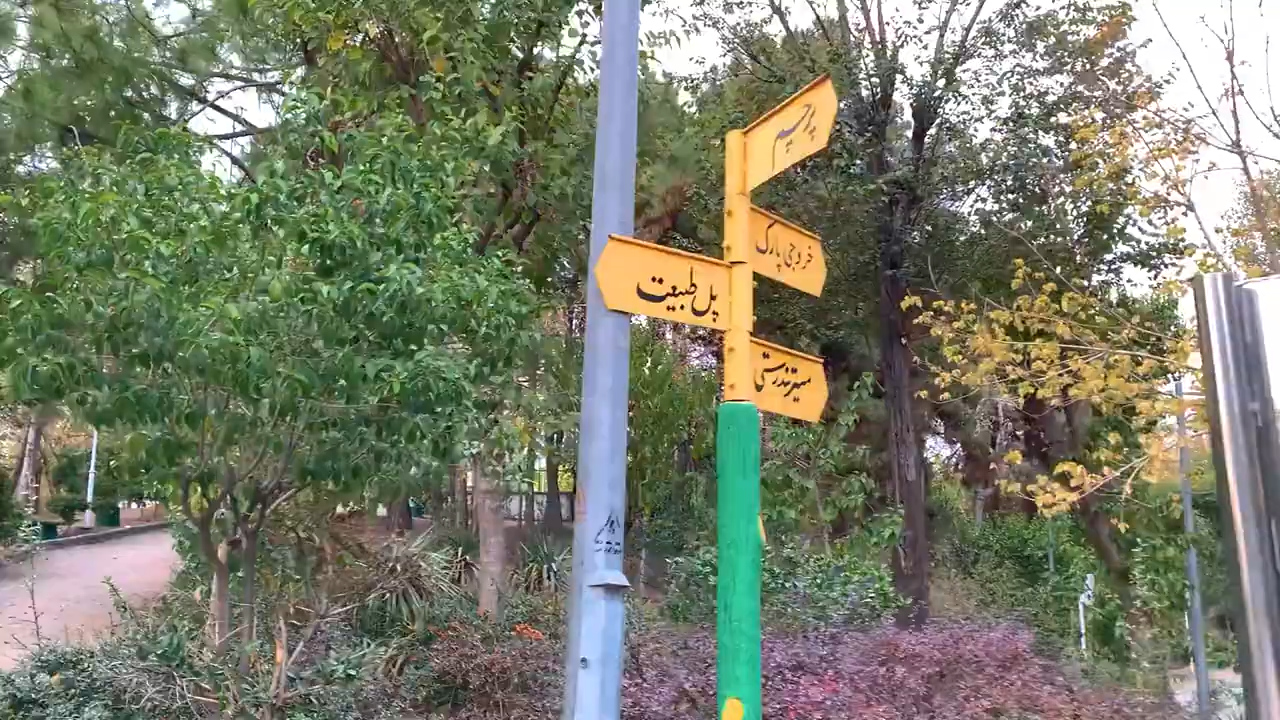 پرچم
خروجی پارک
پل طبیعت
مسیر تندرستی